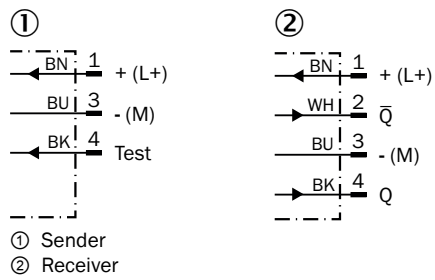 ①
BN 1 + (L+)
BU 3 - (M)
BK 4 Test
②
BN 1 + (L+)
WH 2 Q̅
BU 3 - (M)
BK 4 Q
① Sender
② Receiver